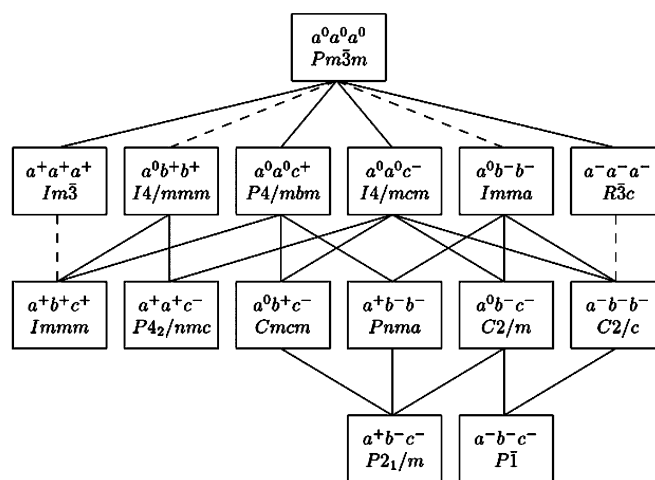 a⁰a⁰a⁰
Pm3̄m
a⁺a⁺a⁺
Im3̄
a⁰b⁺b⁺
I4/mmm
a⁰a⁰c⁺
P4/mbm
a⁰a⁰c⁻
I4/mcm
a⁰b⁻b⁻
Imma
a⁻a⁻a⁻
R3̄c
a⁺b⁺c⁺
Immm
a⁺a⁺c⁻
P4₂/nmc
a⁰b⁺c⁻
Cmcm
a⁺b⁻b⁻
Pnma
a⁰b⁻c⁻
C2/m
a⁻b⁻b⁻
C2/c
a⁺b⁻c⁻
P2₁/m
a⁻b⁻c⁻
P1̄